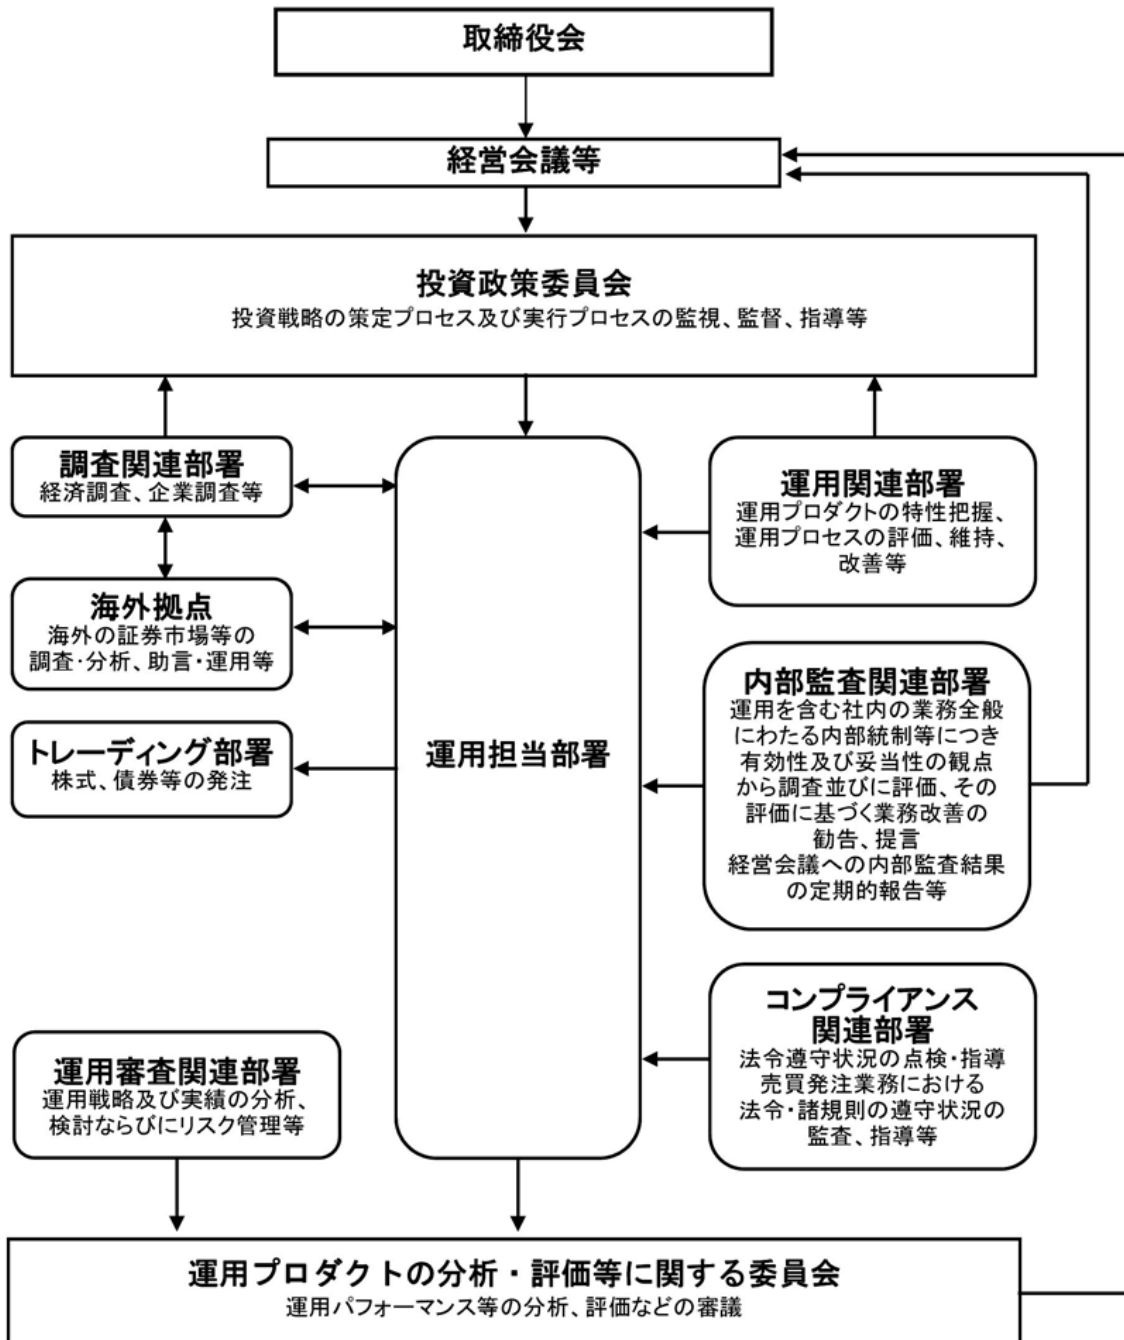 取締役会
経営会議等
投資政策委員会
投資戦略の策定プロセス及び実行プロセスの監視、監督、指導等
調査関連部署
経済調査、企業調査等
海外拠点
海外の証券市場等の
調査・分析、助言・運用等
トレーディング部署
株式、債券等の発注
運用担当部署
運用関連部署
運用プロダクトの特性把握、
運用プロセスの評価、維持、
改善等
内部監査関連部署
運用を含む社内の業務全般
にわたる内部統制等につき
有効性及び妥当性の観点
から調査並びに評価、その
評価に基づく業務改善の
勧告、提言
経営会議への内部監査結果
の定期的報告等
コンプライアンス
関連部署
法令遵守状況の点検・指導
売買発注業務における
法令・諸規則の遵守状況の
監査、指導等
運用審査関連部署
運用戦略及び実績の分析、
検討ならびにリスク管理等
運用プロダクトの分析・評価等に関する委員会
運用パフォーマンス等の分析、評価などの審議